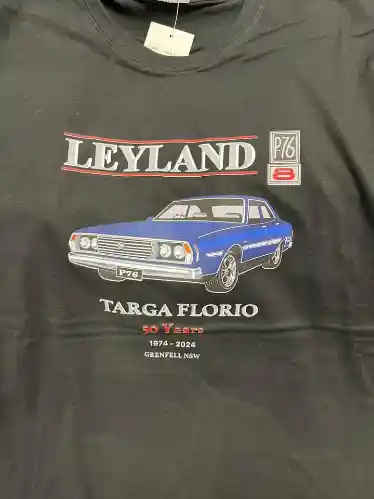 LEYLAND
P76
8
P76
TARGA FLORIO
50 Years
1974 - 2024
GRENFELL NSW